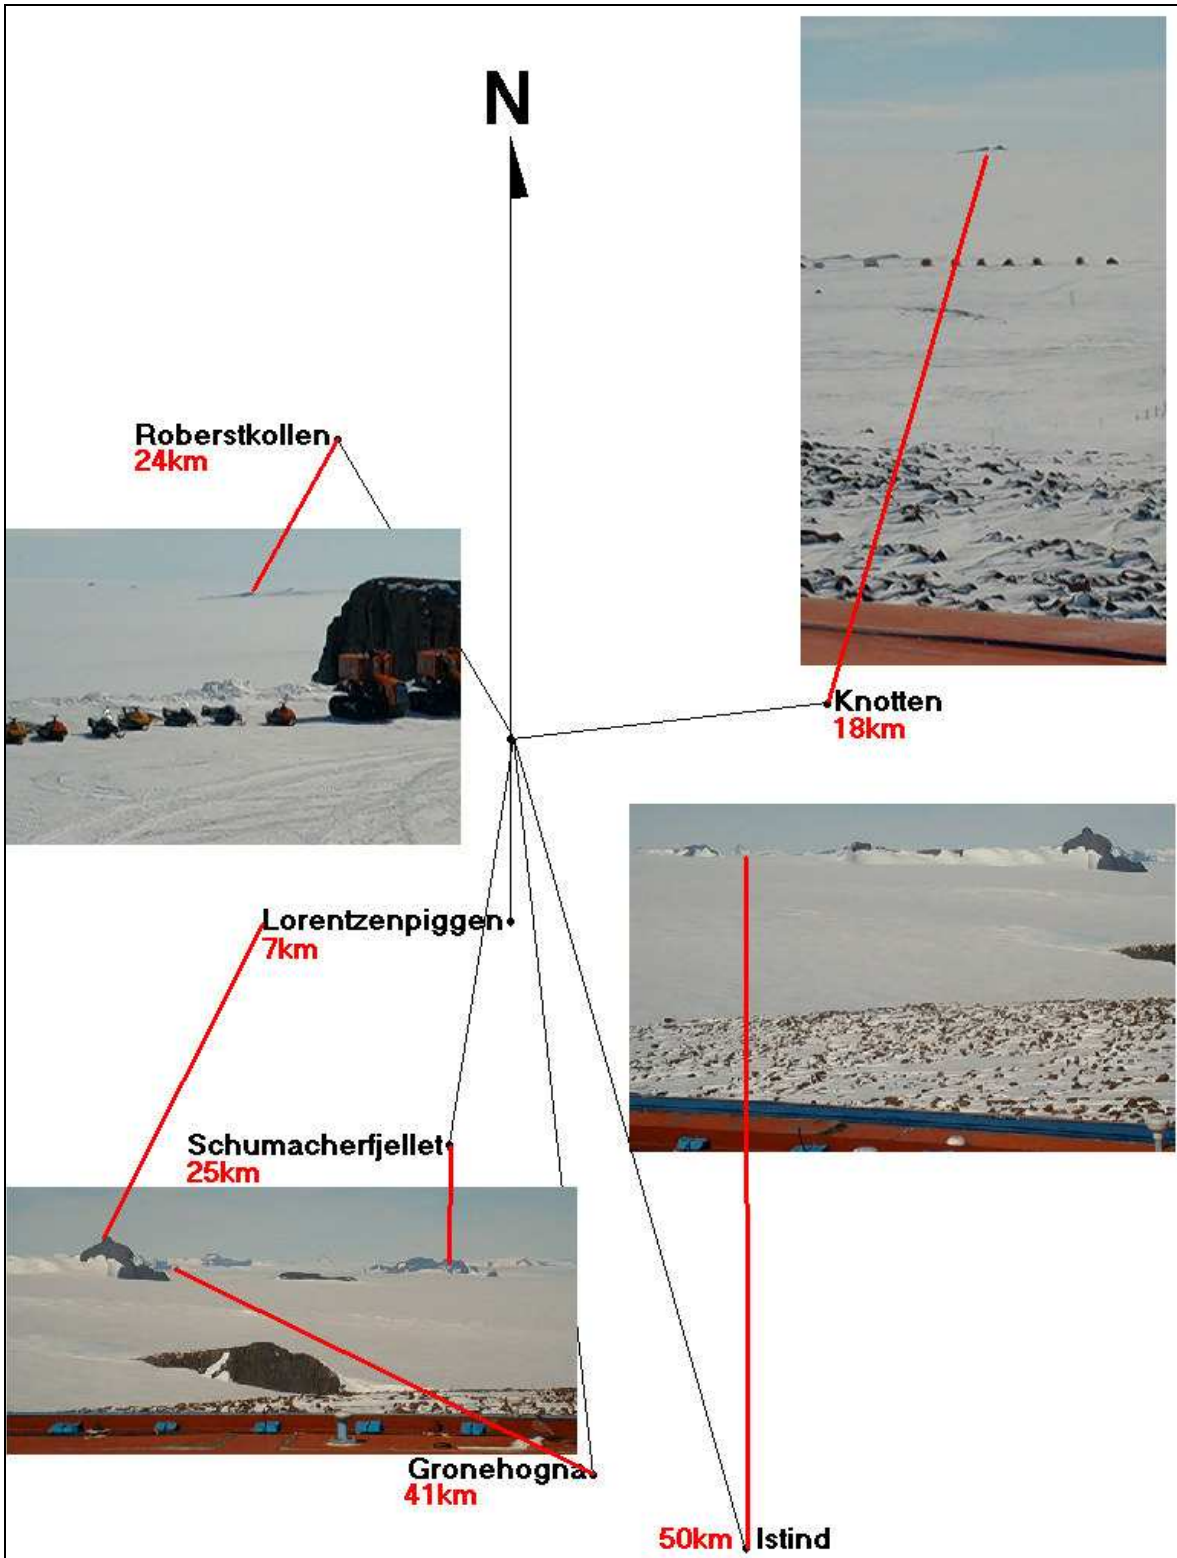 N
Roberstkollen
24km
Knotten
18km
Lorentzenpiggen
7km
Schumacherfjellet
25km
Gronehogna
41km
50km Istind